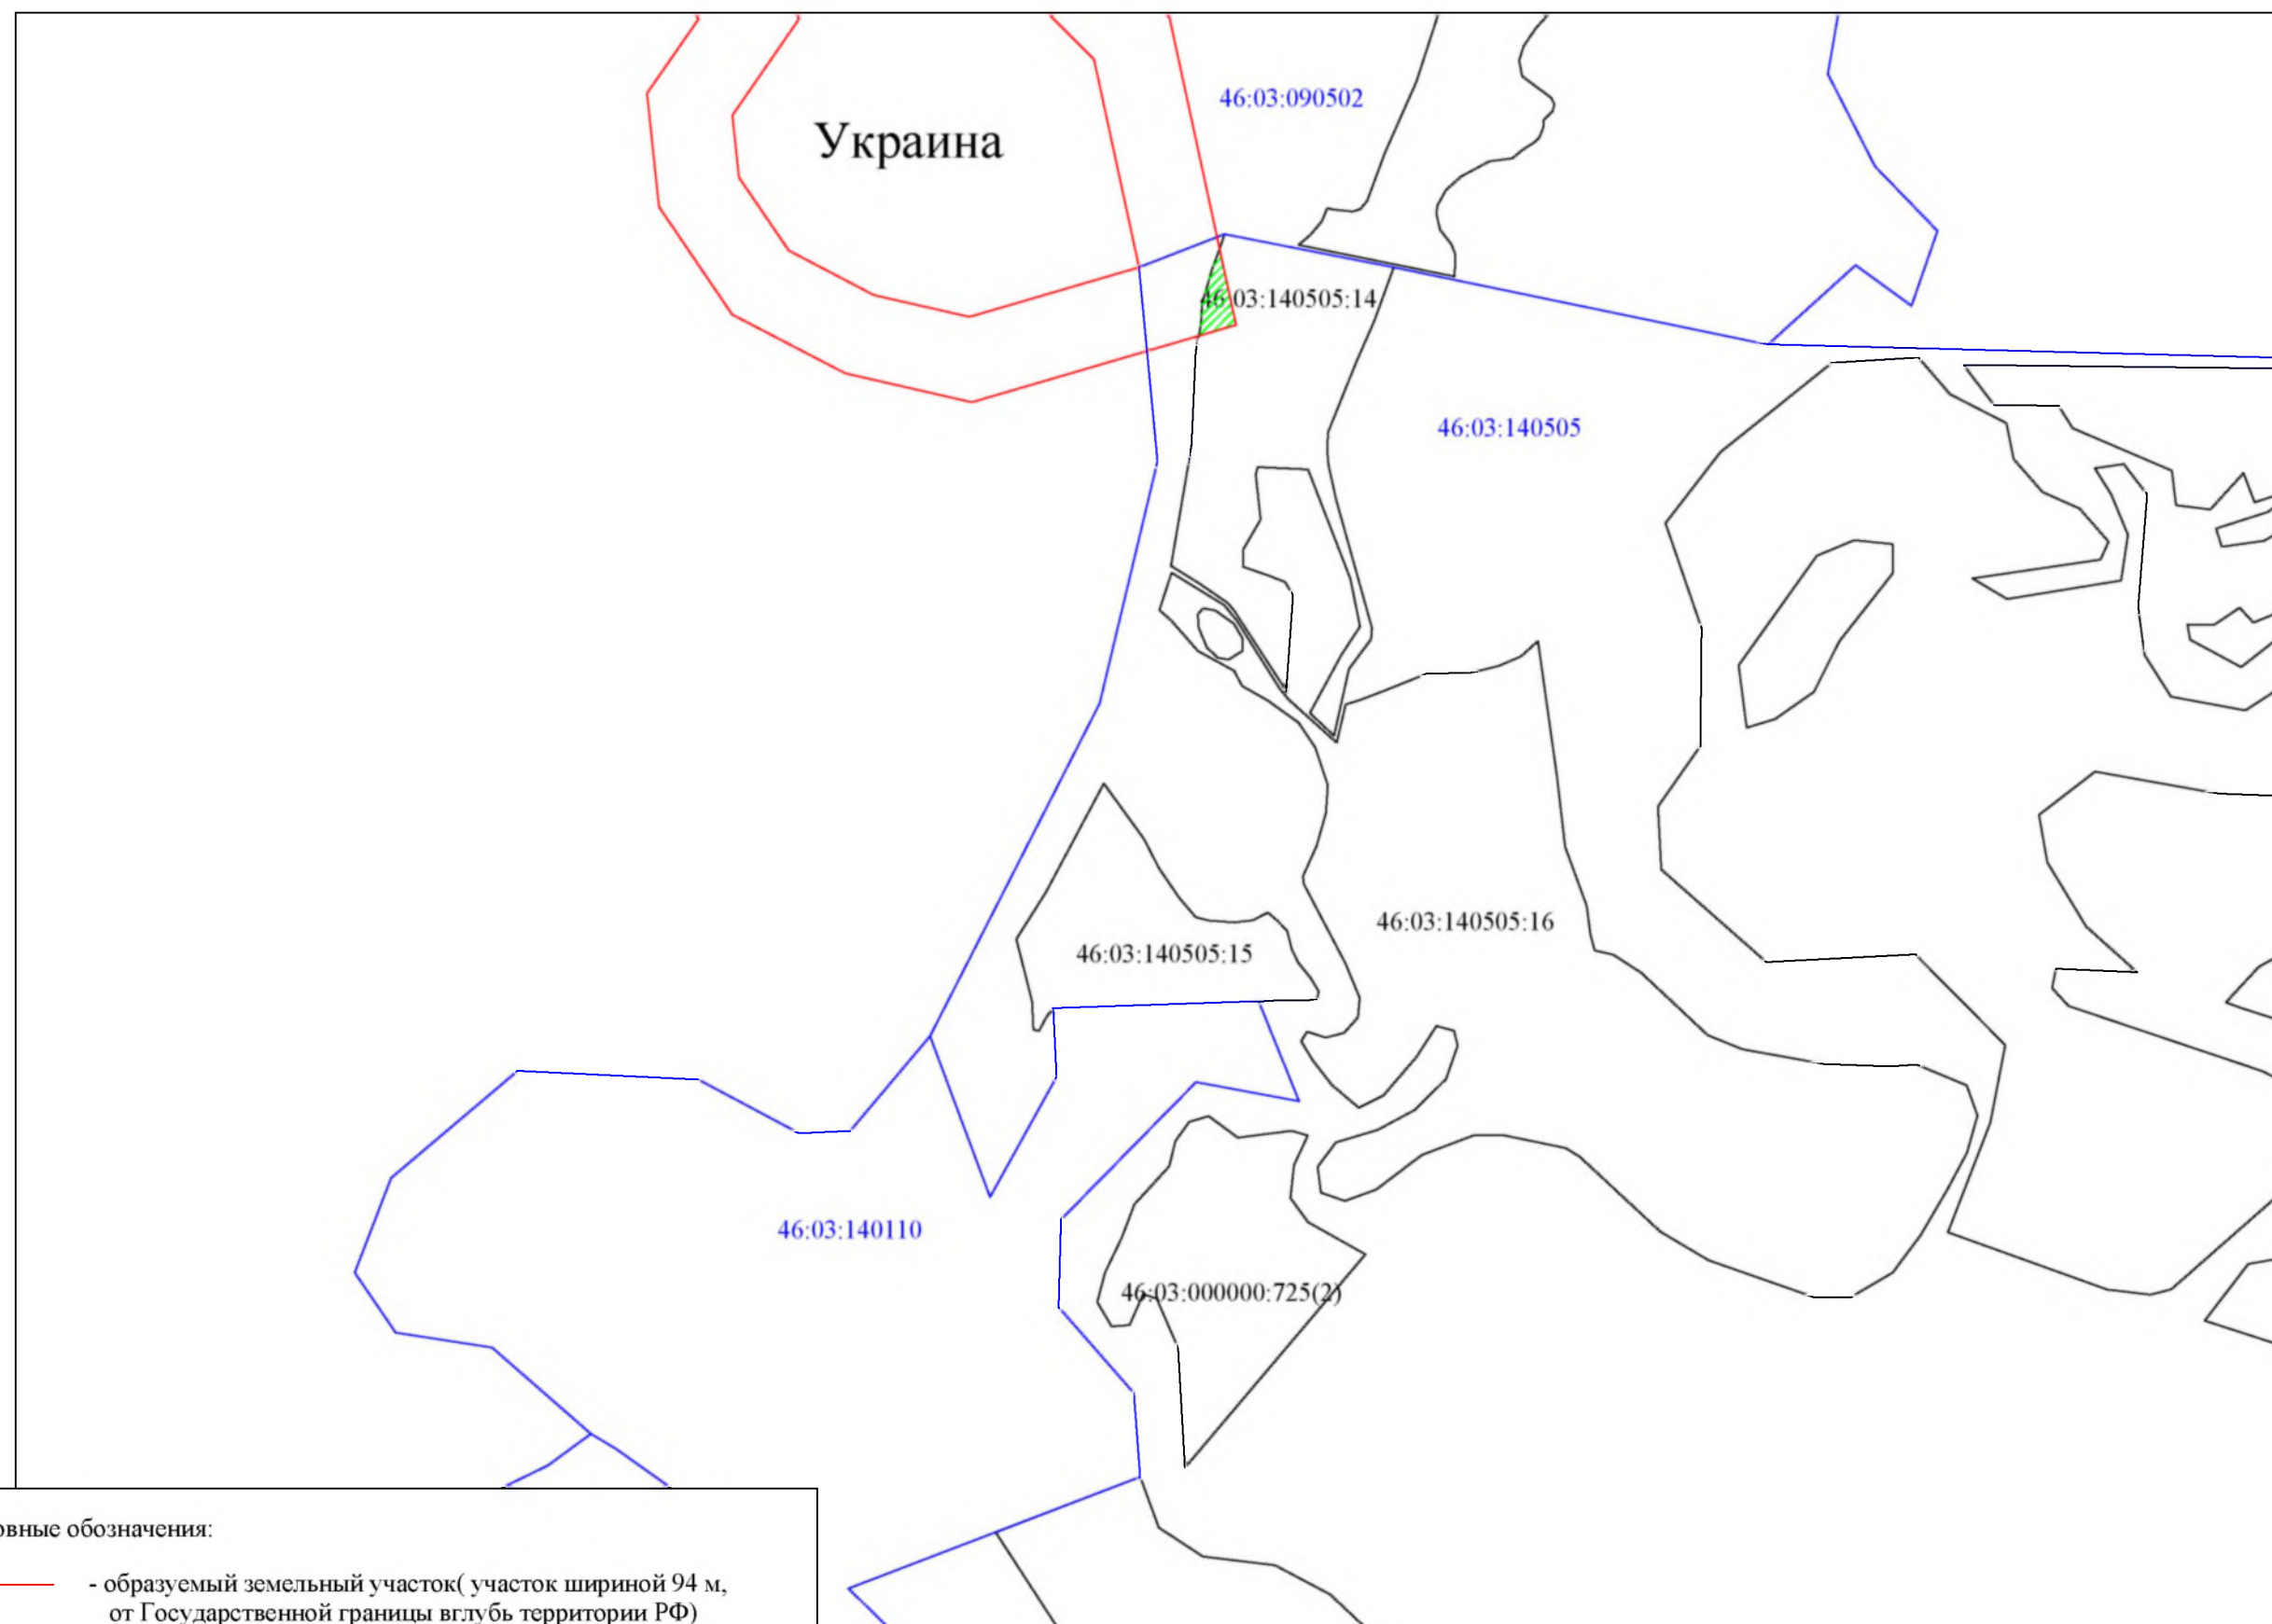 46:03:090502
Украина
46:03:140505:14
46:03:140505
46:03:140505:16
46:03:140505:15
46:03:140110
46:03:000000:725(2)
овные обозначения:
- образуемый земельный участок( участок шириной 94 м,
от Государственной границы вглубь территории РФ)